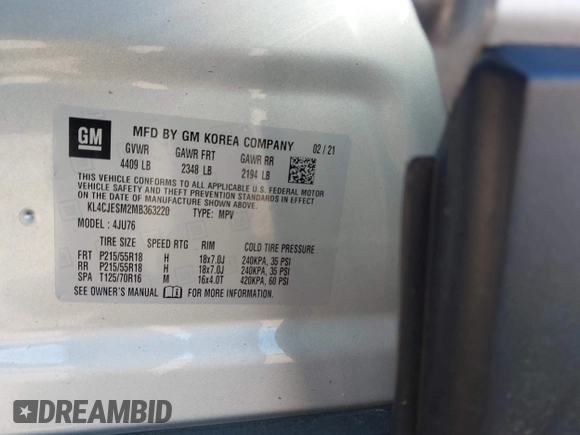 GM
MFD BY GM KOREA COMPANY 02 / 21
GVWR GAWR FRT GAWR RR
4409 LB 2348 LB 2194 LB
THIS VEHICLE CONFORMS TO ALL APPLICABLE U.S. FEDERAL MOTOR
VEHICLE SAFETY AND THEFT PREVENTION STANDARDS IN EFFECT
ON THE DATE OF MANUFACTURE SHOWN ABOVE.
KL4CJESM2MB363220 TYPE: MPV
MODEL : 4JU76
TIRE SIZE SPEED RTG RIM COLD TIRE PRESSURE
FRT P215/55R18 H 18x7.0J 240KPA, 35 PSI
RR P215/55R18 H 18x7.0J 240KPA, 35 PSI
SPA T125/70R16 M 16x4.0T 420KPA, 60 PSI
SEE OWNER'S MANUAL FOR MORE INFORMATION.
DREAMBID